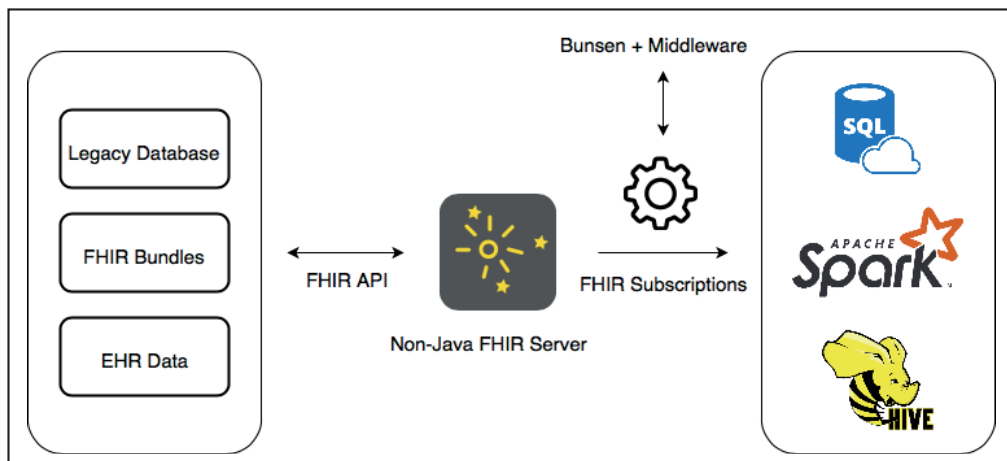 Bunsen + Middleware
Legacy Database
FHIR Bundles
EHR Data
FHIR API
Non-Java FHIR Server
FHIR Subscriptions
SQL
APACHE
Spark
HIVE